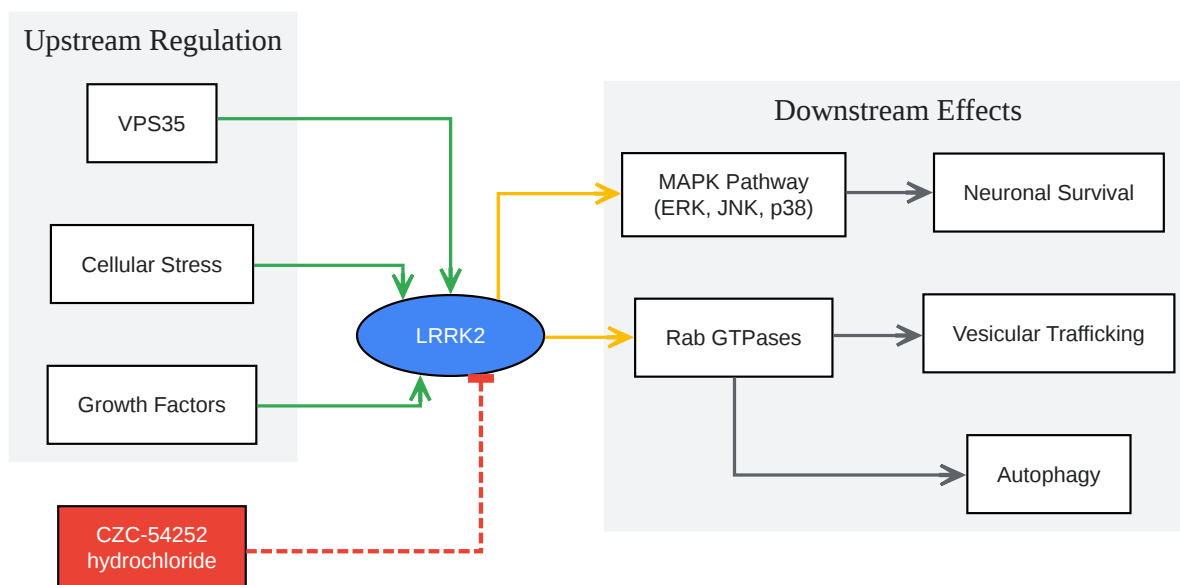 Upstream Regulation
VPS35
Cellular Stress
Growth Factors
CZC-54252
hydrochloride
LRRK2
Downstream Effects
MAPK Pathway
(ERK, JNK, p38)
Neuronal Survival
Rab GTPases
Vesicular Trafficking
Autophagy